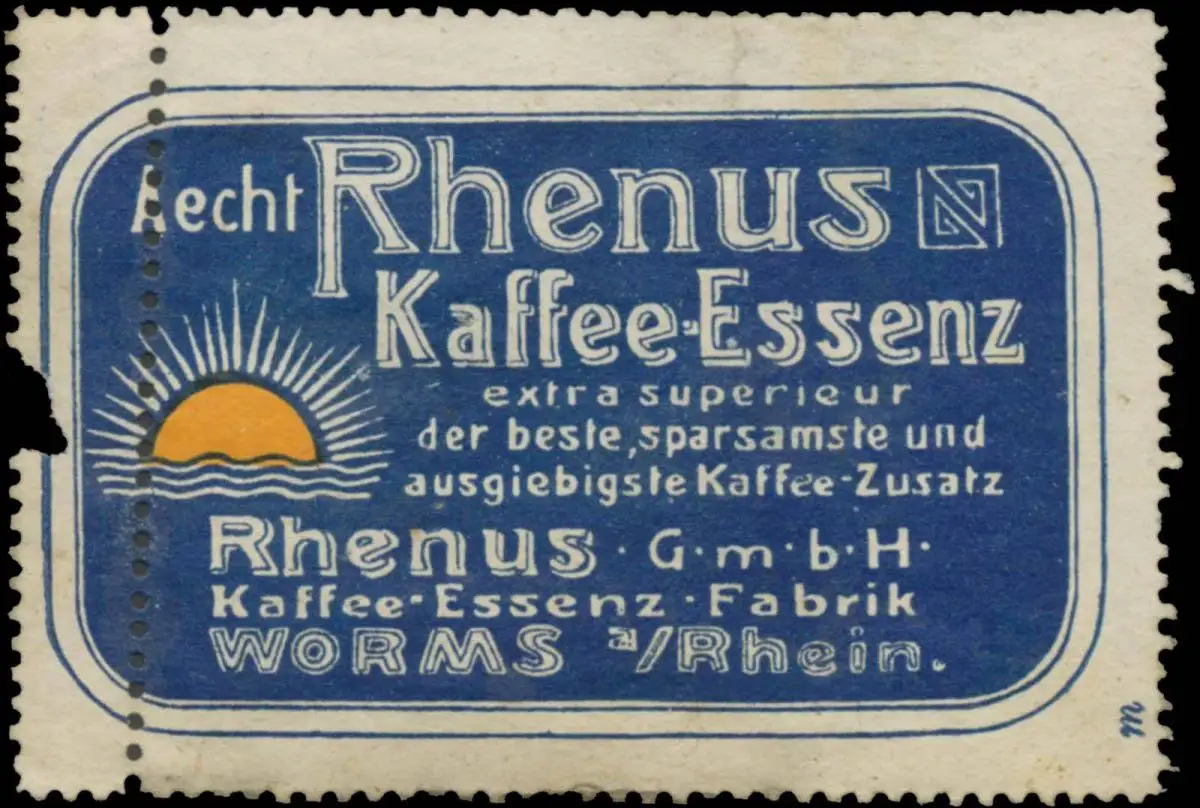 Aecht Rhenus
Kaffee-Essenz
extra superieur
der beste, sparsamste und
ausgiebigste Kaffee-Zusatz
Rhenus · G·m·b·H·
Kaffee-Essenz·Fabrik
WORMS a/Rhein.
m